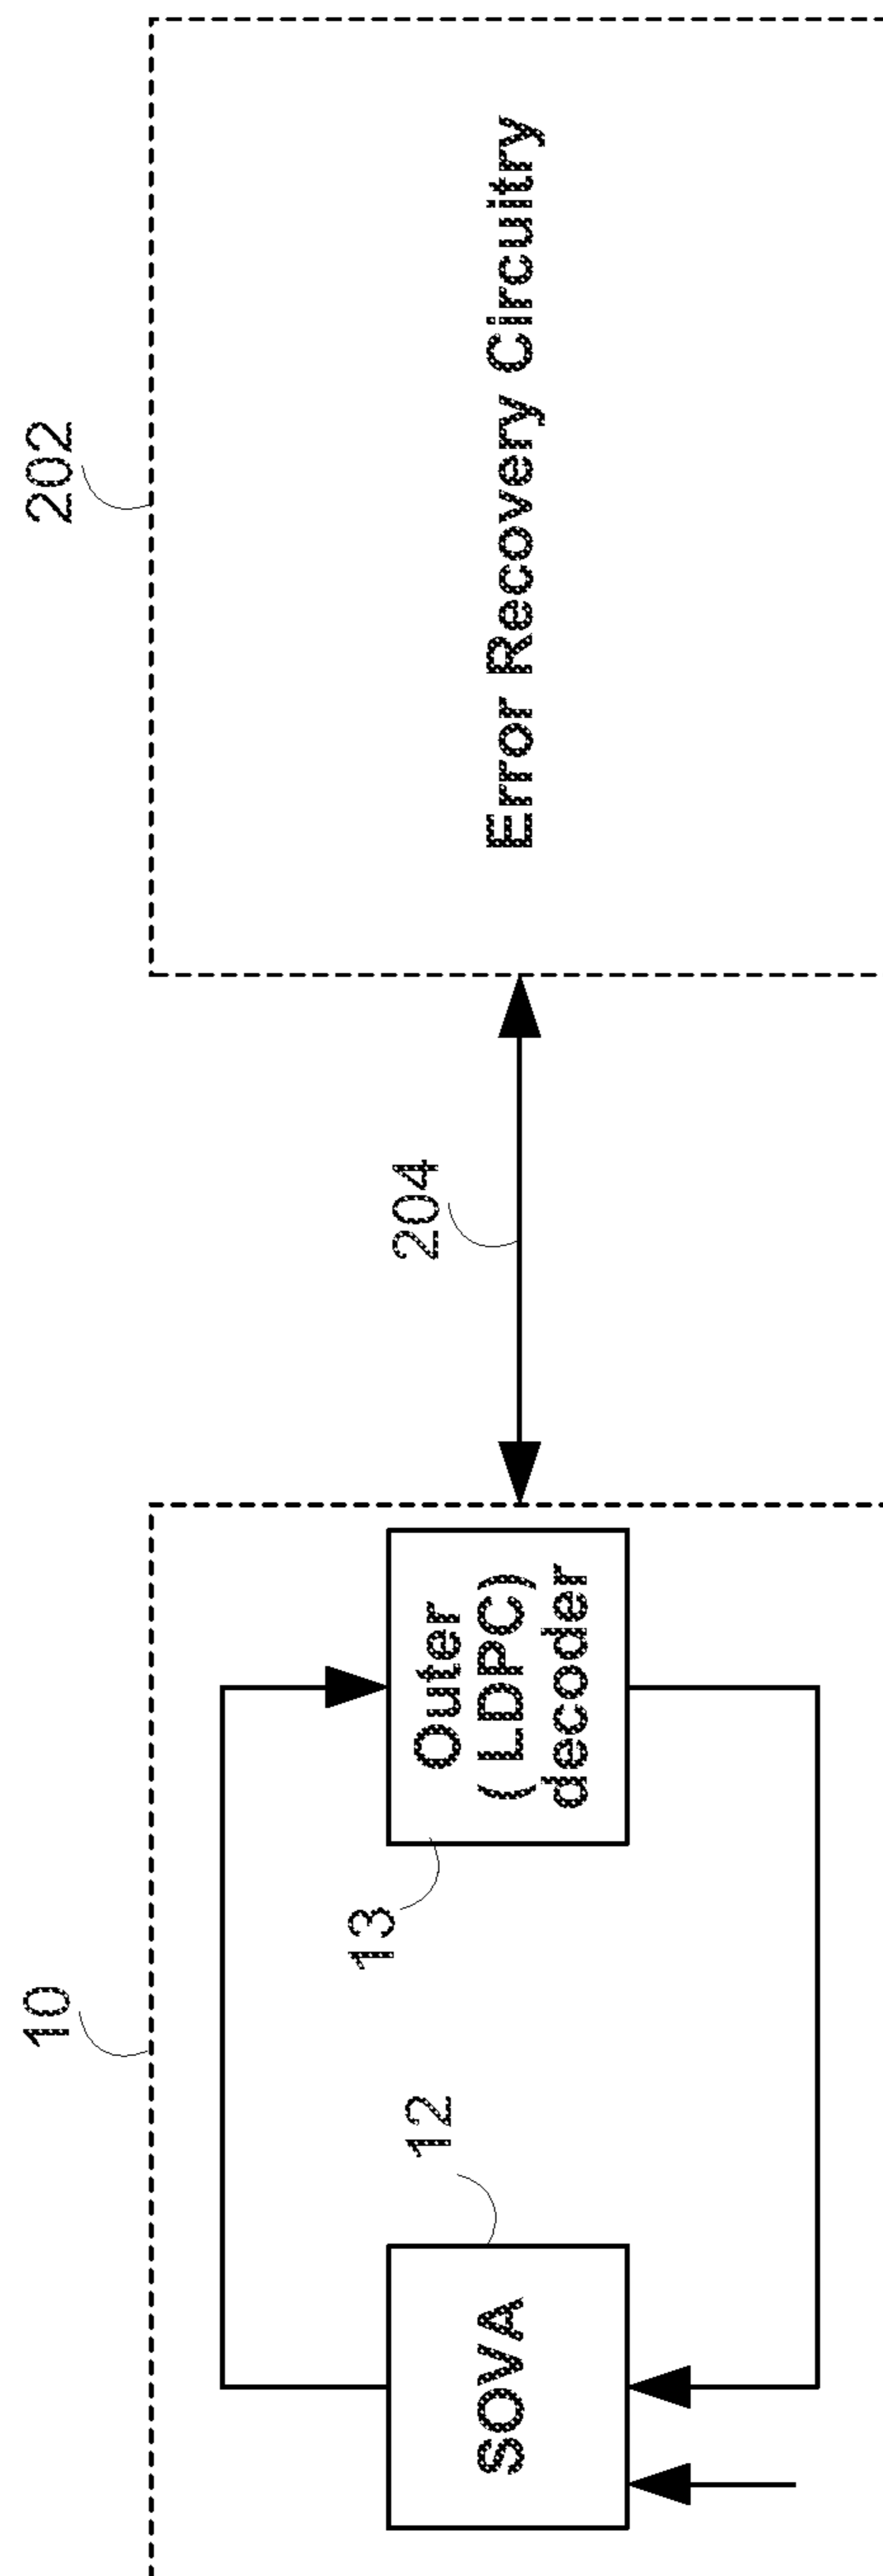 10
12
SOVA
13
Outer
(LDPC)
decoder
204
202
Error Recovery Circuitry